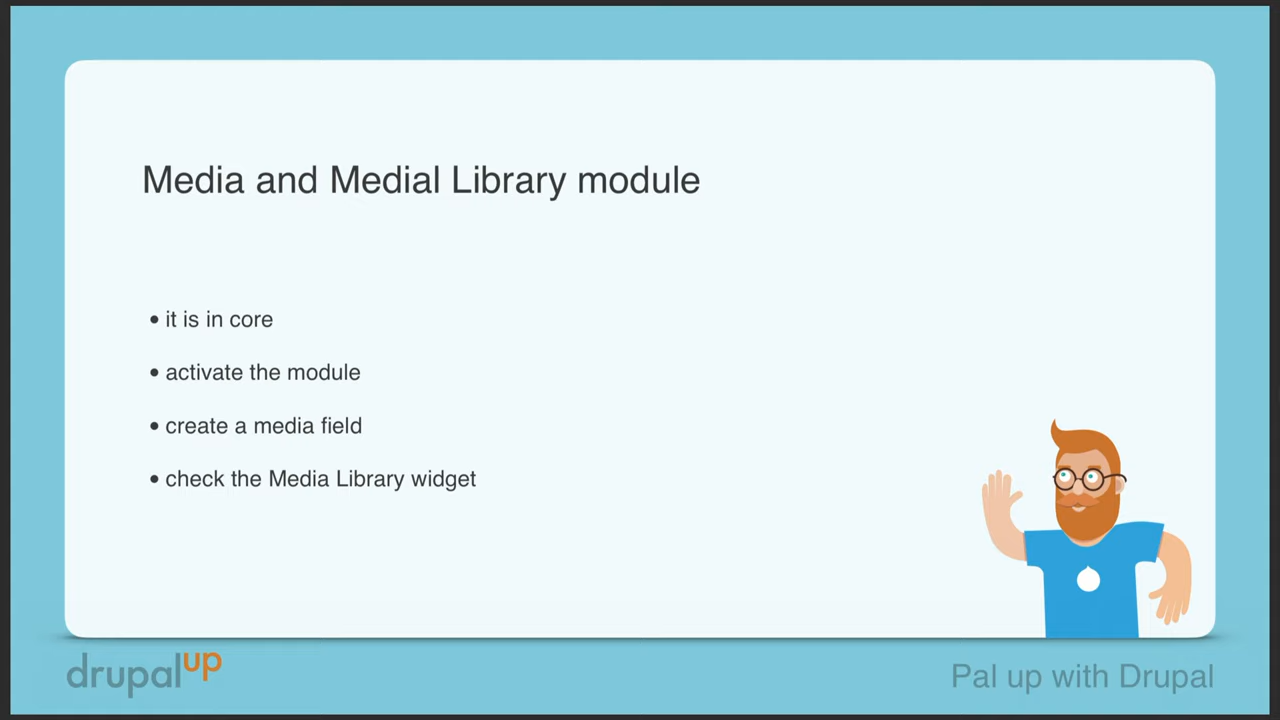 Media and Medial Library module
• it is in core
• activate the module
• create a media field
• check the Media Library widget
drupalup
Pal up with Drupal